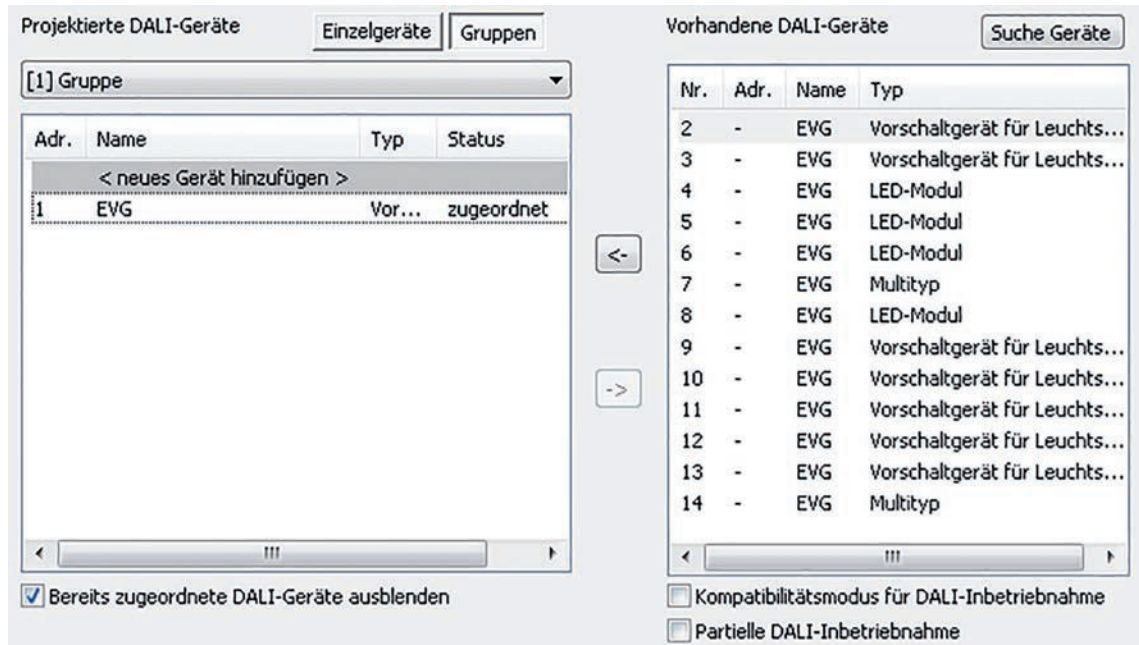 Projektierte DALI-Geräte
Einzelgeräte
Gruppen
[1] Gruppe
Adr. Name Typ Status
< neues Gerät hinzufügen >
1 EVG Vor... zugeordnet
Bereits zugeordnete DALI-Geräte ausblenden
<-
->
Vorhandene DALI-Geräte
Suche Geräte
Nr. Adr. Name Typ
2 - EVG Vorschaltgerät für Leuchts...
3 - EVG Vorschaltgerät für Leuchts...
4 - EVG LED-Modul
5 - EVG LED-Modul
6 - EVG LED-Modul
7 - EVG Multityp
8 - EVG LED-Modul
9 - EVG Vorschaltgerät für Leuchts...
10 - EVG Vorschaltgerät für Leuchts...
11 - EVG Vorschaltgerät für Leuchts...
12 - EVG Vorschaltgerät für Leuchts...
13 - EVG Vorschaltgerät für Leuchts...
14 - EVG Multityp
Kompatibilitätsmodus für DALI-Inbetriebnahme
Partielle DALI-Inbetriebnahme